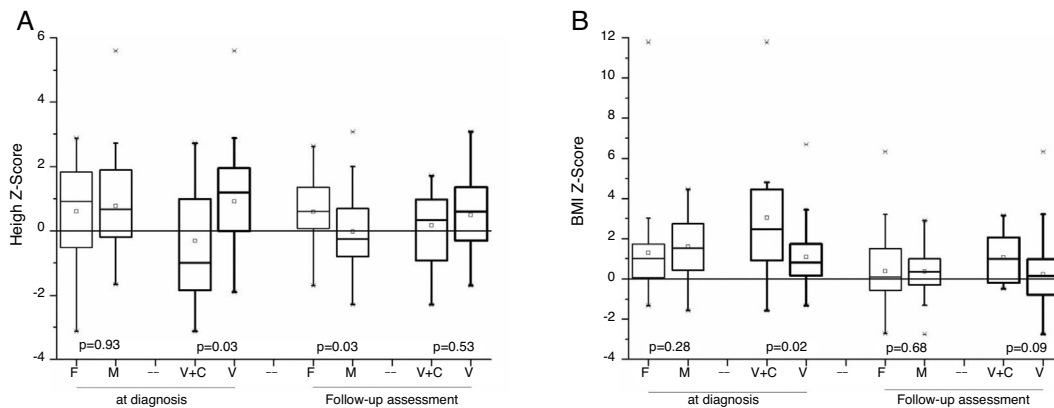 A
Heigh Z-Score
6
4
2
0
-2
-4
p=0.93 p=0.03 p=0.03 p=0.53
F M -- V+C V -- F M -- V+C V
at diagnosis Follow-up assessment
B
BMI Z-Score
12
10
8
6
4
2
0
-2
-4
p=0.28 p=0.02 p=0.68 p=0.09
F M -- V+C V -- F M -- V+C V
at diagnosis Follow-up assessment